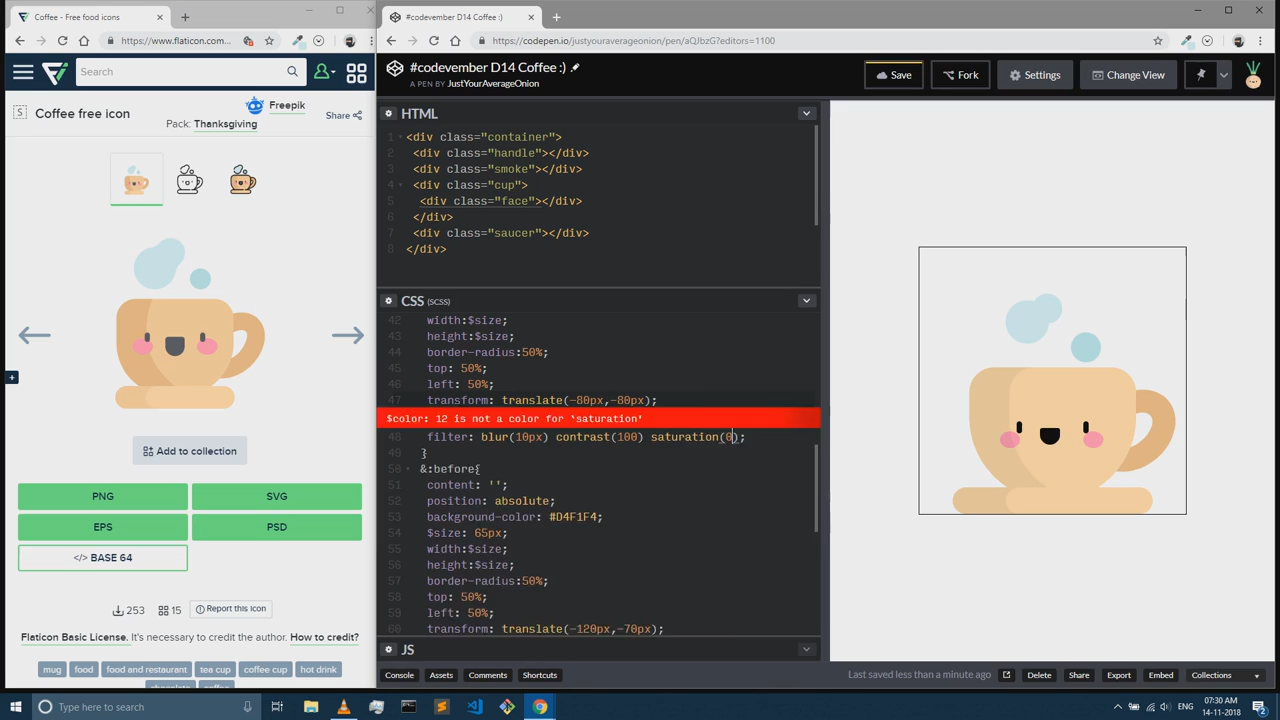 Coffee - Free food icons
https://www.flaticon.com...
Search
Coffee free icon
Freepik
Pack: Thanksgiving
Share
Add to collection
PNG
SVG
EPS
PSD
</> BASE 64
253
15
Report this icon
Flaticon Basic License. It's necessary to credit the author. How to credit?
mug
food
food and restaurant
tea cup
coffee cup
hot drink
#codevember D14 Coffee :)
https://codepen.io/justyouraverageonion/pen/aQJbzG?editors=1100
#codevember D14 Coffee :)
A PEN BY JustYourAverageOnion
Save
Fork
Settings
Change View
HTML
1 <div class="container">
2 <div class="handle"></div>
3 <div class="smoke"></div>
4 <div class="cup">
5 <div class="face"></div>
6 </div>
7 <div class="saucer"></div>
8 </div>
CSS (SCSS)
42 width:$size;
43 height:$size;
44 border-radius:50%;
45 top: 50%;
46 left: 50%;
47 transform: translate(-80px,-80px);
$color: 12 is not a color for `saturation'
48 filter: blur(10px) contrast(100) saturation(0);
49 }
50 &:before{
51 content: '';
52 position: absolute;
53 background-color: #D4F1F4;
54 $size: 65px;
55 width:$size;
56 height:$size;
57 border-radius:50%;
58 top: 50%;
59 left: 50%;
60 transform: translate(-120px,-70px);
JS
Console
Assets
Comments
Shortcuts
Last saved less than a minute ago
Delete
Share
Export
Embed
Collections
Type here to search
07:30 AM
14-11-2018
2